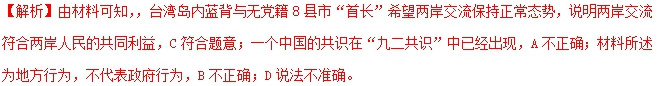 【解析】由材料可知，，台湾岛内蓝背与无党籍 8 县市“首长”希望两岸交流保持正常态势，说明两岸交流
符合两岸人民的共同利益，C 符合题意；一个中国的共识在“九二共识”中已经出现，A 不正确；材料所述
为地方行为，不代表政府行为，B 不正确；D 说法不准确。